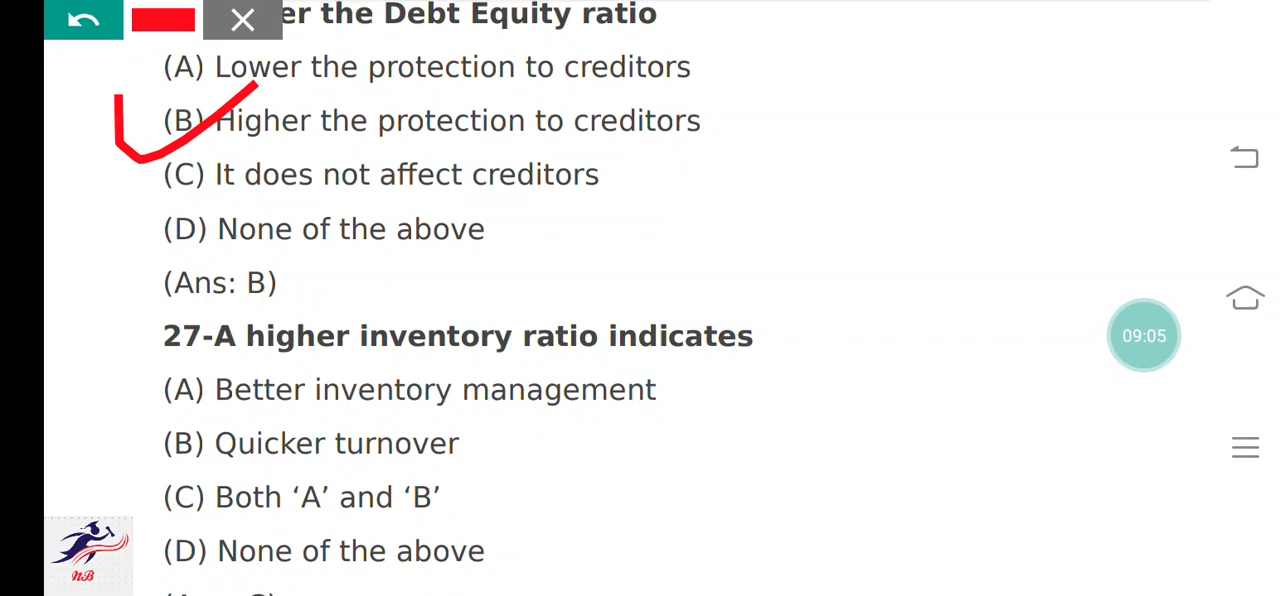 er the Debt Equity ratio
(A) Lower the protection to creditors
(B) Higher the protection to creditors
(C) It does not affect creditors
(D) None of the above
(Ans: B)
27-A higher inventory ratio indicates
09:05
(A) Better inventory management
(B) Quicker turnover
(C) Both ‘A’ and ‘B’
(D) None of the above
NB